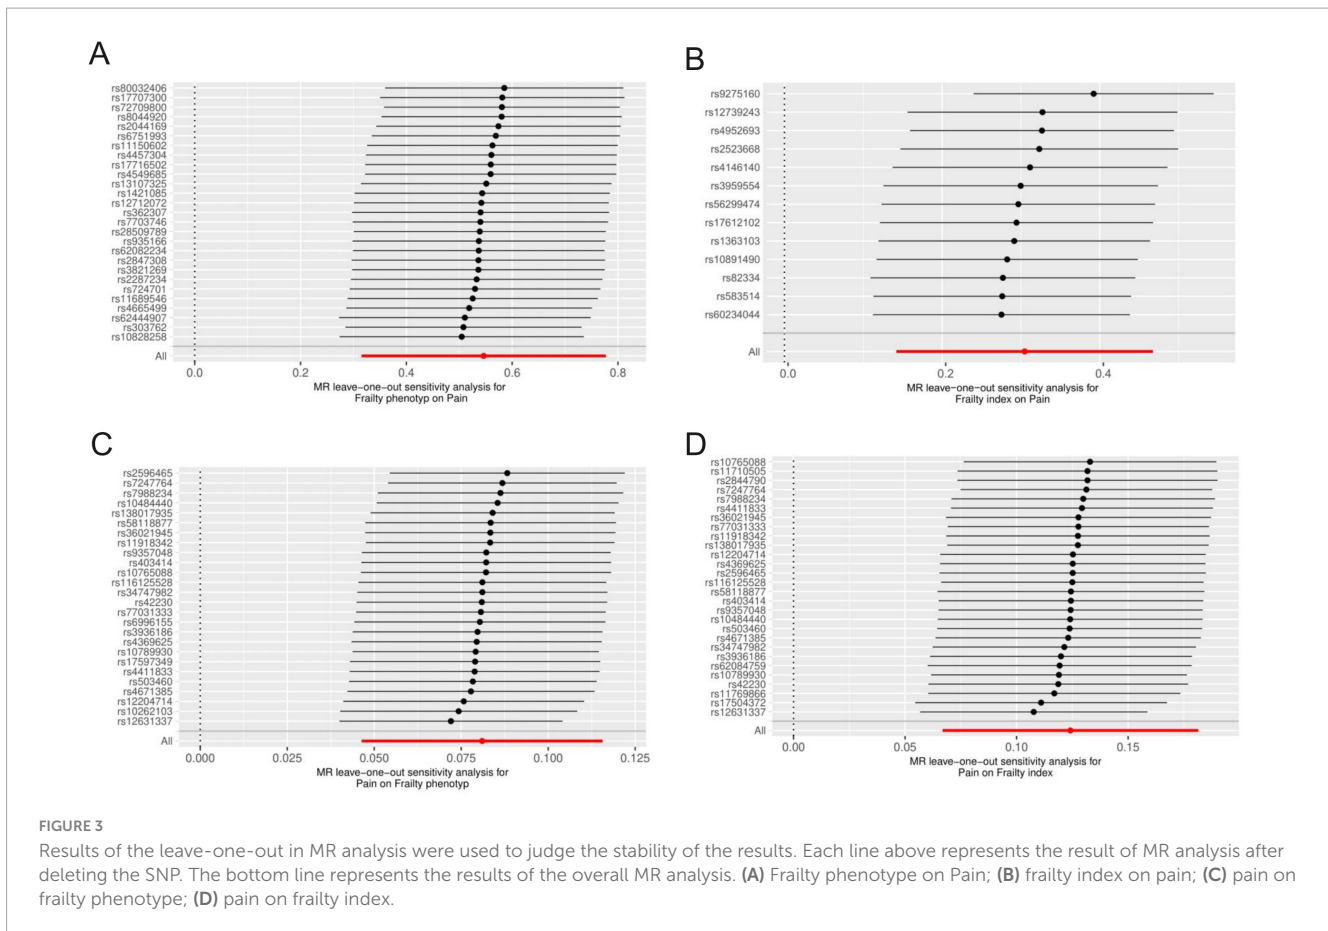 A
rs80032406
rs17707300
rs72709800
rs8044920
rs2044169
rs6751993
rs11150602
rs4457304
rs17716502
rs4549685
rs13107325
rs1421085
rs12712072
rs362307
rs7703746
rs28509789
rs935166
rs62082234
rs2847308
rs3821269
rs2287234
rs724701
rs11689546
rs4665499
rs62444907
rs303762
rs10828258
All
0.0 0.2 0.4 0.6 0.8
MR leave−one−out sensitivity analysis for
Frailty phenotyp on Pain
B
rs9275160
rs12739243
rs4952693
rs2523668
rs4146140
rs3959554
rs56299474
rs17612102
rs1363103
rs10891490
rs82334
rs583514
rs60234044
All
0.0 0.2 0.4
MR leave−one−out sensitivity analysis for
Frailty index on Pain
C
rs2596465
rs7247764
rs7988234
rs10484440
rs138017935
rs58118877
rs36021945
rs11918342
rs9357048
rs403414
rs10765088
rs116125528
rs34747982
rs42230
rs77031333
rs6996155
rs3936186
rs4369625
rs10789930
rs17597349
rs4411833
rs503460
rs4671385
rs12204714
rs10262103
rs12631337
All
0.000 0.025 0.050 0.075 0.100 0.125
MR leave−one−out sensitivity analysis for
Pain on Frailty phenotyp
D
rs10765088
rs11710505
rs2844790
rs7247764
rs7988234
rs4411833
rs36021945
rs77031333
rs11918342
rs138017935
rs12204714
rs4369625
rs2596465
rs116125528
rs58118877
rs403414
rs9357048
rs10484440
rs503460
rs4671385
rs34747982
rs3936186
rs62084759
rs10789930
rs42230
rs11769866
rs17504372
rs12631337
All
0.00 0.05 0.10 0.15
MR leave−one−out sensitivity analysis for
Pain on Frailty index
FIGURE 3
Results of the leave-one-out in MR analysis were used to judge the stability of the results. Each line above represents the result of MR analysis after
deleting the SNP. The bottom line represents the results of the overall MR analysis. (A) Frailty phenotype on Pain; (B) frailty index on pain; (C) pain on
frailty phenotype; (D) pain on frailty index.